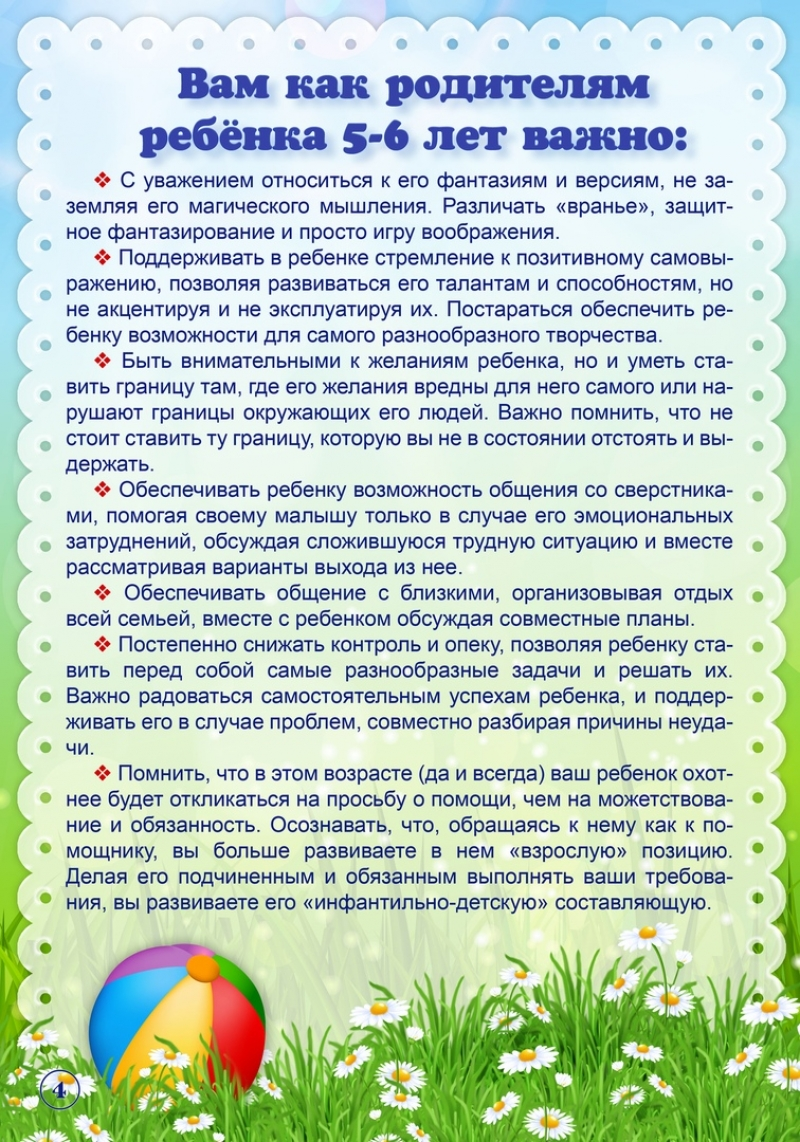 Вам как родителям
ребёнка 5-6 лет важно:
❖ С уважением относиться к его фантазиям и версиям, не за-
земляя его магического мышления. Различать «вранье», защит-
ное фантазирование и просто игру воображения.
❖ Поддерживать в ребенке стремление к позитивному самовы-
ражению, позволяя развиваться его талантам и способностям, но
не акцентируя и не эксплуатируя их. Постараться обеспечить ре-
бенку возможности для самого разнообразного творчества.
❖ Быть внимательными к желаниям ребенка, но и уметь ста-
вить границу там, где его желания вредны для него самого или на-
рушают границы окружающих его людей. Важно помнить, что не
стоит ставить ту границу, которую вы не в состоянии отстоять и вы-
держать.
❖ Обеспечивать ребенку возможность общения со сверстника-
ми, помогая своему малышу только в случае его эмоциональных
затруднений, обсуждая сложившуюся трудную ситуацию и вместе
рассматривая варианты выхода из нее.
❖ Обеспечивать общение с близкими, организовывая отдых
всей семьей, вместе с ребенком обсуждая совместные планы.
❖ Постепенно снижать контроль и опеку, позволяя ребенку ста-
вить перед собой самые разнообразные задачи и решать их.
Важно радоваться самостоятельным успехам ребенка, и поддер-
живать его в случае проблем, совместно разбирая причины неуда-
чи.
❖ Помнить, что в этом возрасте (да и всегда) ваш ребенок охот-
нее будет откликаться на просьбу о помощи, чем на можетствова-
ние и обязанность. Осознавать, что, обращаясь к нему как к по-
мощнику, вы больше развиваете в нем «взрослую» позицию.
Делая его подчиненным и обязанным выполнять ваши требова-
ния, вы развиваете его «инфантильно-детскую» составляющую.
4